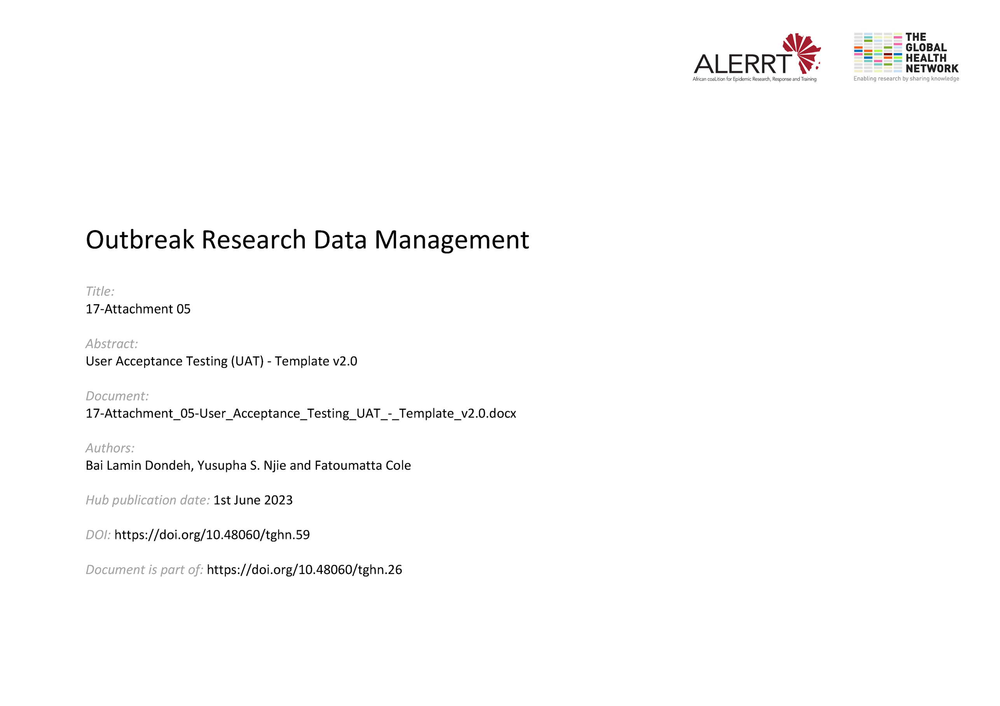 ALERRT
African coaLition for Epidemic Research, Response and Training
THE
GLOBAL
HEALTH
NETWORK
Enabling research by sharing knowledge
Outbreak Research Data Management
Title:
17-Attachment 05
Abstract:
User Acceptance Testing (UAT) - Template v2.0
Document:
17-Attachment_05-User_Acceptance_Testing_UAT_-_Template_v2.0.docx
Authors:
Bai Lamin Dondeh, Yusupha S. Njie and Fatoumatta Cole
Hub publication date: 1st June 2023
DOI: https://doi.org/10.48060/tghn.59
Document is part of: https://doi.org/10.48060/tghn.26